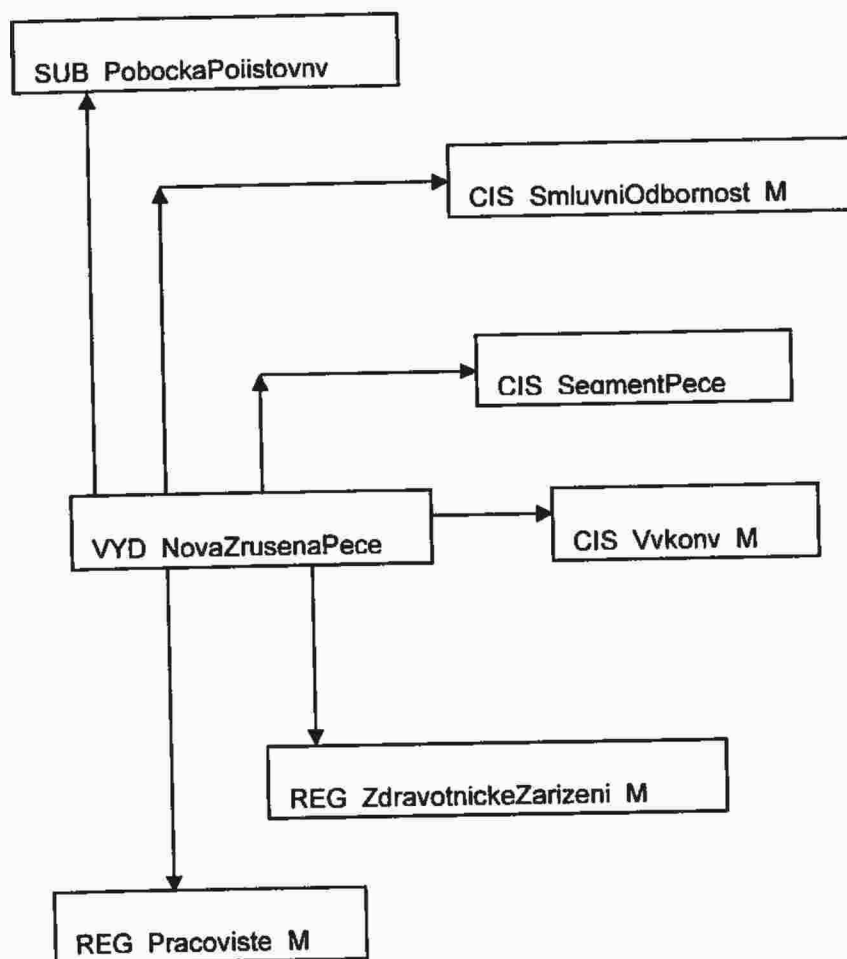 SUB PobockaPojistovny
CIS SmluvniOdbornost M
CIS SegmentPece
VYD NovaZrusenaPece
CIS Vykony M
REG ZdravotnickeZarizeni M
REG Pracoviste M